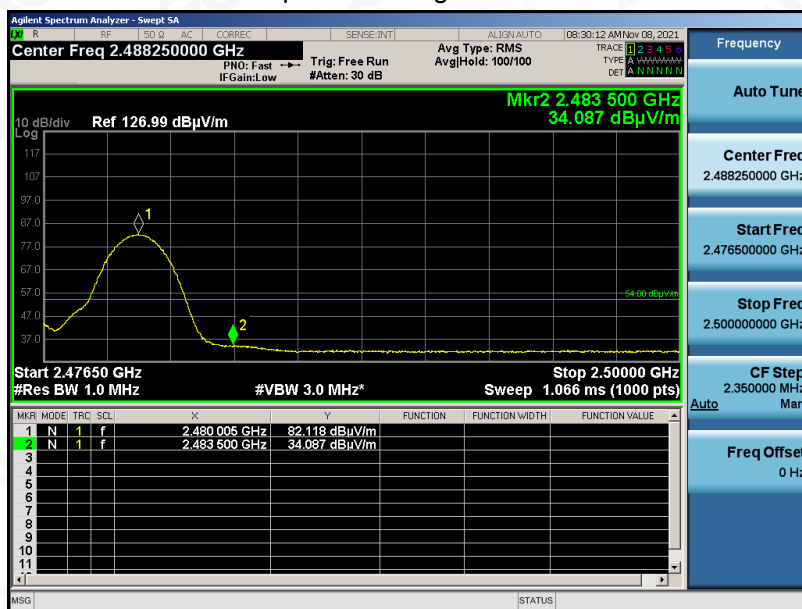 Agilent Spectrum Analyzer - Swept SA
LXI R RF 50 Ω AC CORREC SENSE:INT ALIGN AUTO 08:30:12 AM Nov 08, 2021
Center Freq 2.488250000 GHz
PNO: Fast
IFGain:Low
Trig: Free Run
#Atten: 30 dB
Avg Type: RMS
Avg|Hold: 100/100
TRACE 1 2 3 4 5 6
TYPE A WWWWW
DET A N N N N N
Mkr2 2.483 500 GHz
34.087 dBµV/m
10 dB/div Ref 126.99 dBµV/m
Log
117
107
97.0
87.0
77.0
67.0
57.0
47.0
37.0
1
2
54.00 dBµV/m
Start 2.47650 GHz Stop 2.50000 GHz
#Res BW 1.0 MHz #VBW 3.0 MHz* Sweep 1.066 ms (1000 pts)
MKR MODE TRC SCL X Y FUNCTION FUNCTION WIDTH FUNCTION VALUE
1 N 1 f 2.480 005 GHz 82.118 dBµV/m
2 N 1 f 2.483 500 GHz 34.087 dBµV/m
3
4
5
6
7
8
9
10
11
MSG STATUS
Frequency
Auto Tune
Center Freq
2.488250000 GHz
Start Freq
2.476500000 GHz
Stop Freq
2.500000000 GHz
CF Step
2.350000 MHz
Auto Man
Freq Offset
0 Hz